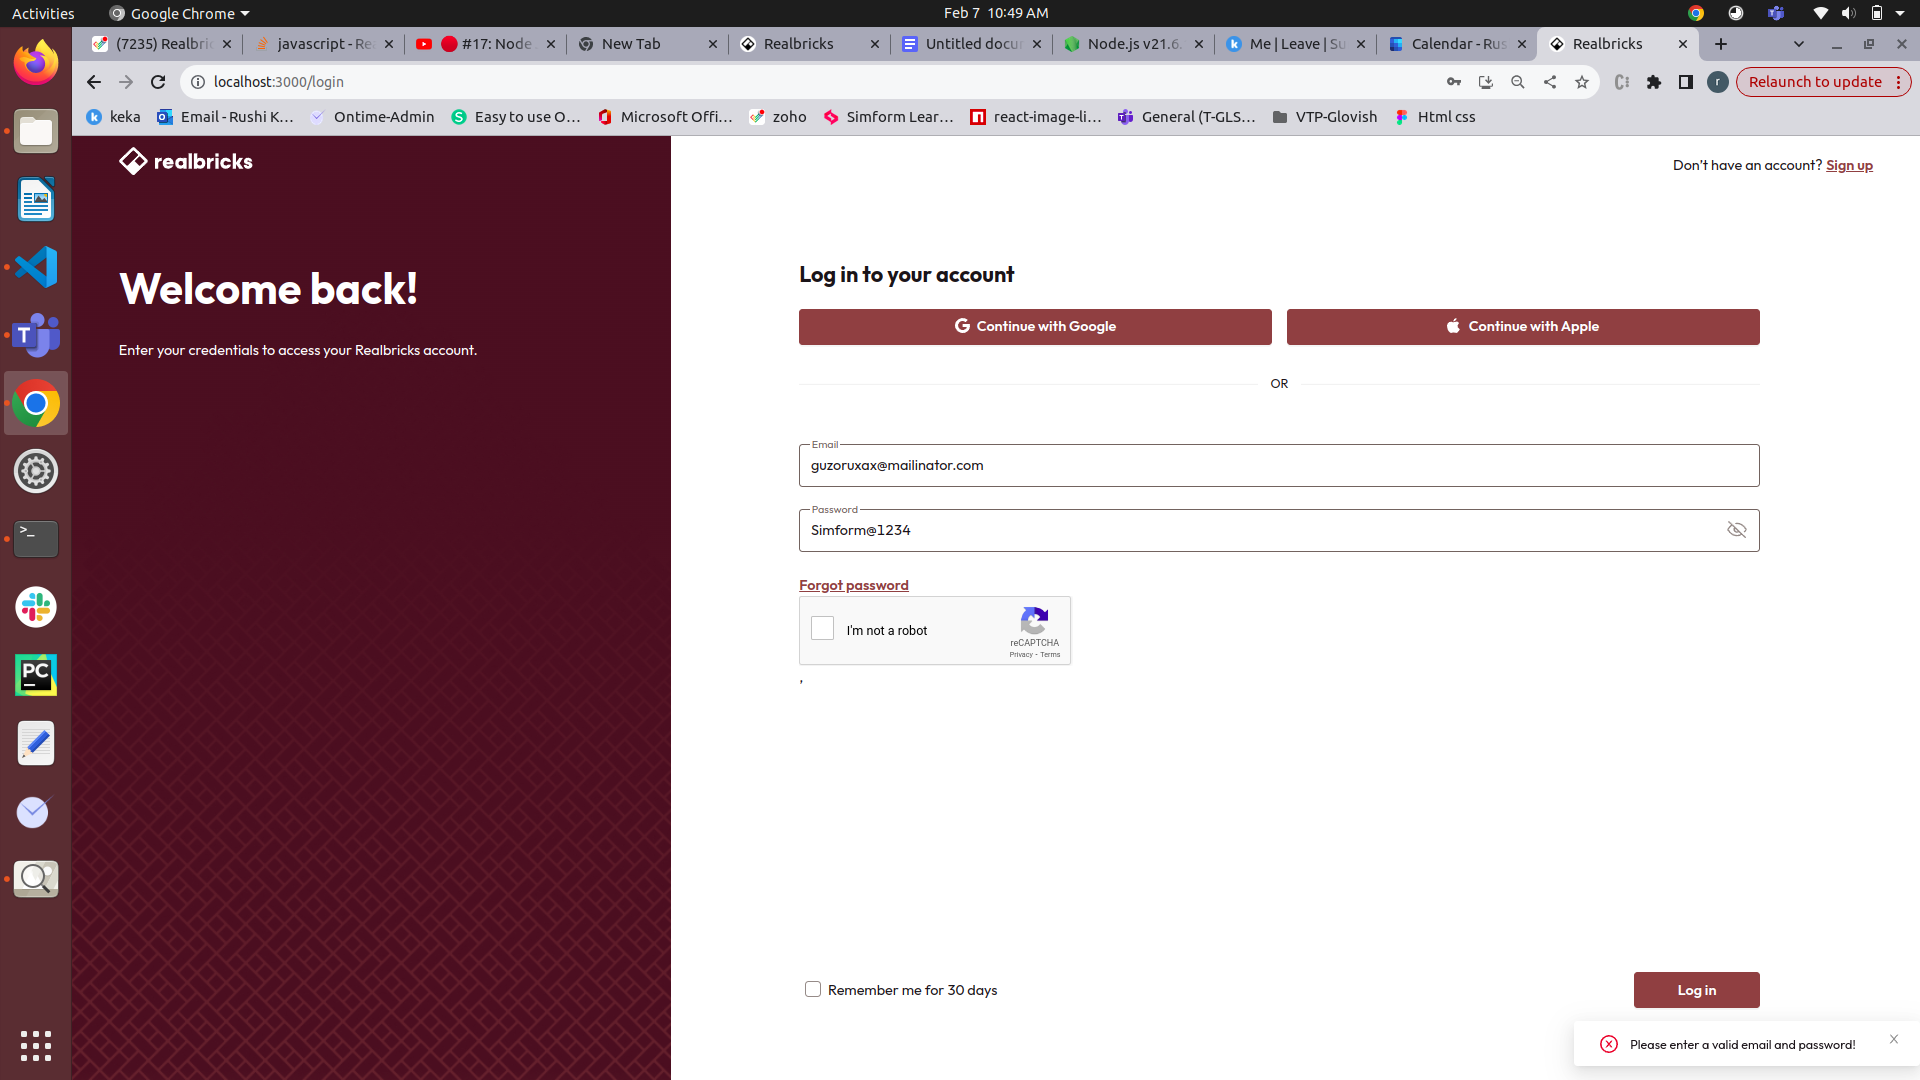 Activities Google Chrome Feb 7 10:49 AM
(7235) Realbric javascript - Rea #17: Node New Tab Realbricks Untitled docu Node.js v21.6. Me | Leave | Su Calendar - Rus Realbricks
localhost:3000/login r Relaunch to update
keka Email - Rushi K... Ontime-Admin Easy to use O... Microsoft Offi... zoho Simform Lear... react-image-li... General (T-GLS... VTP-Glovish Html css
realbricks
Don't have an account? Sign up
Welcome back!
Enter your credentials to access your Realbricks account.
Log in to your account
Continue with Google Continue with Apple
OR
Email
guzoruxax@mailinator.com
Password
Simform@1234
Forgot password
I'm not a robot
reCAPTCHA
Privacy - Terms
,
Remember me for 30 days
Log in
Please enter a valid email and password!